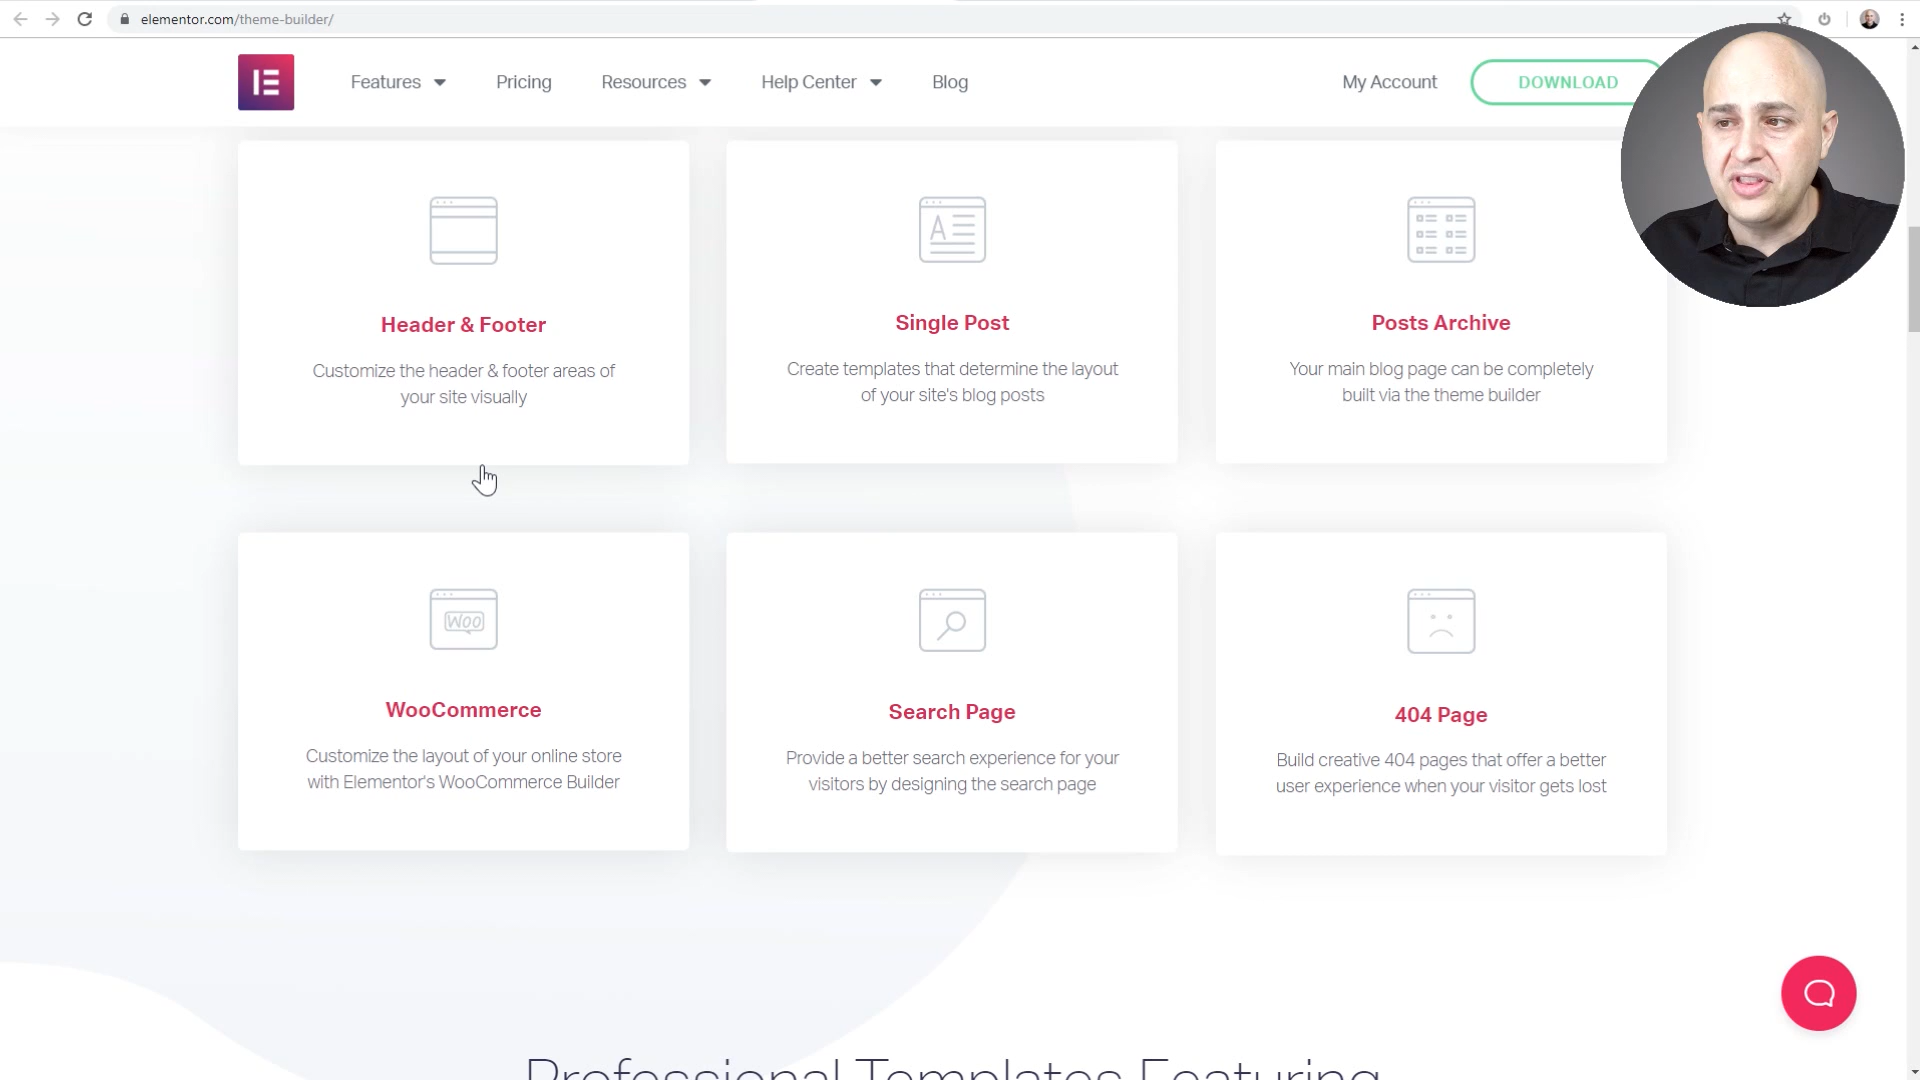 elementor.com/theme-builder/
Features
Pricing
Resources
Help Center
Blog
My Account
DOWNLOAD
Header & Footer
Customize the header & footer areas of
your site visually
Single Post
Create templates that determine the layout
of your site's blog posts
Posts Archive
Your main blog page can be completely
built via the theme builder
Woo
WooCommerce
Customize the layout of your online store
with Elementor's WooCommerce Builder
Search Page
Provide a better search experience for your
visitors by designing the search page
404 Page
Build creative 404 pages that offer a better
user experience when your visitor gets lost
Professional Templates Featuring